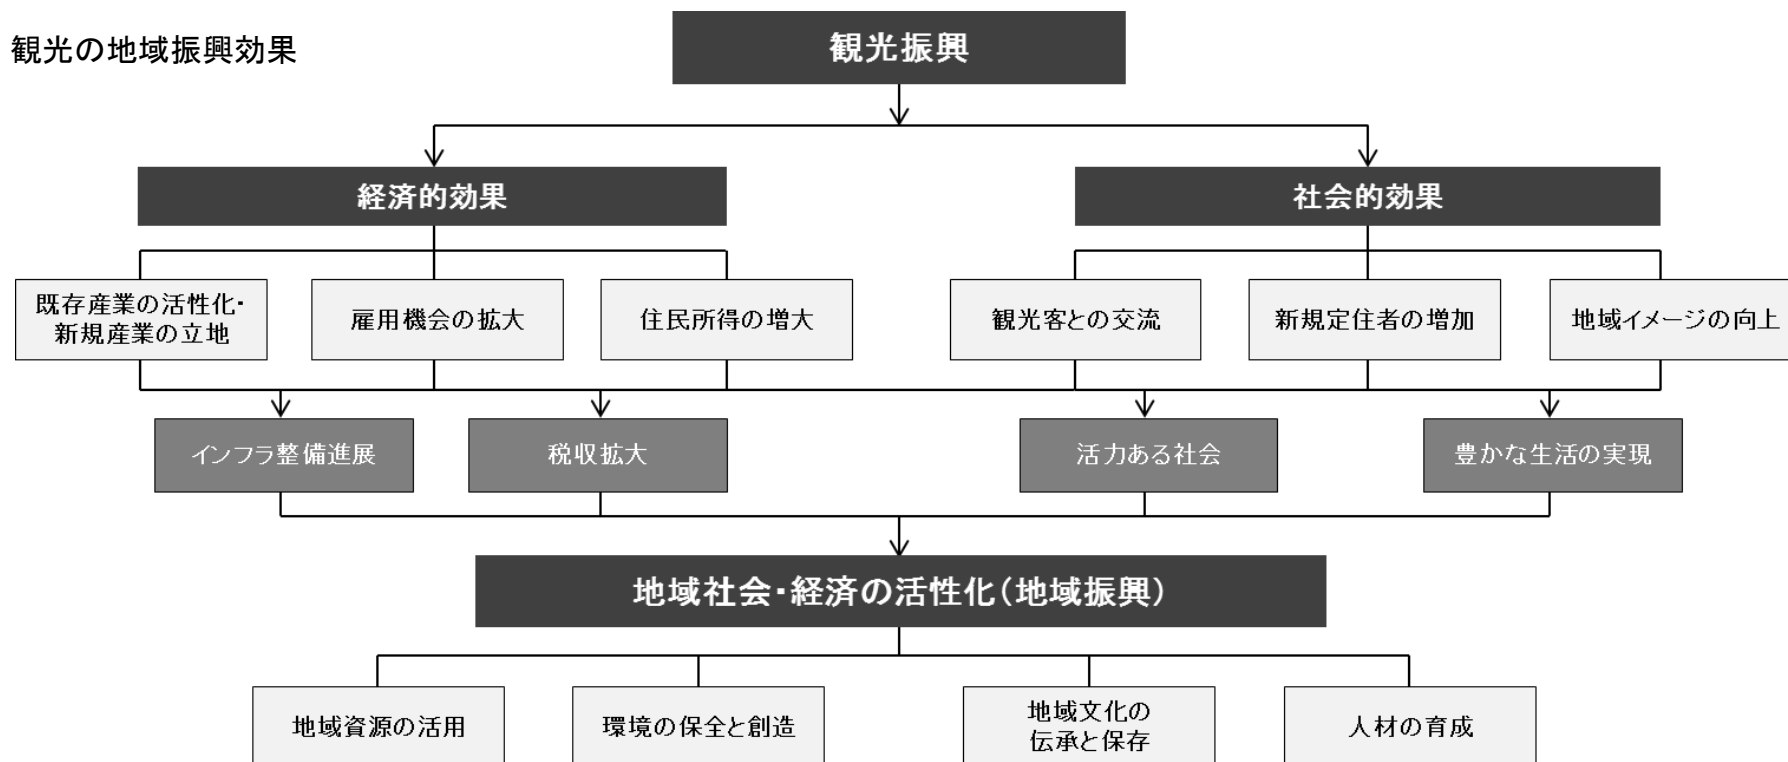 観光の地域振興効果
観光振興
経済的効果
社会的効果
既存産業の活性化・
新規産業の立地
雇用機会の拡大
住民所得の増大
観光客との交流
新規定住者の増加
地域イメージの向上
インフラ整備進展
税収拡大
活力ある社会
豊かな生活の実現
地域社会・経済の活性化（地域振興）
地域資源の活用
環境の保全と創造
地域文化の
伝承と保存
人材の育成